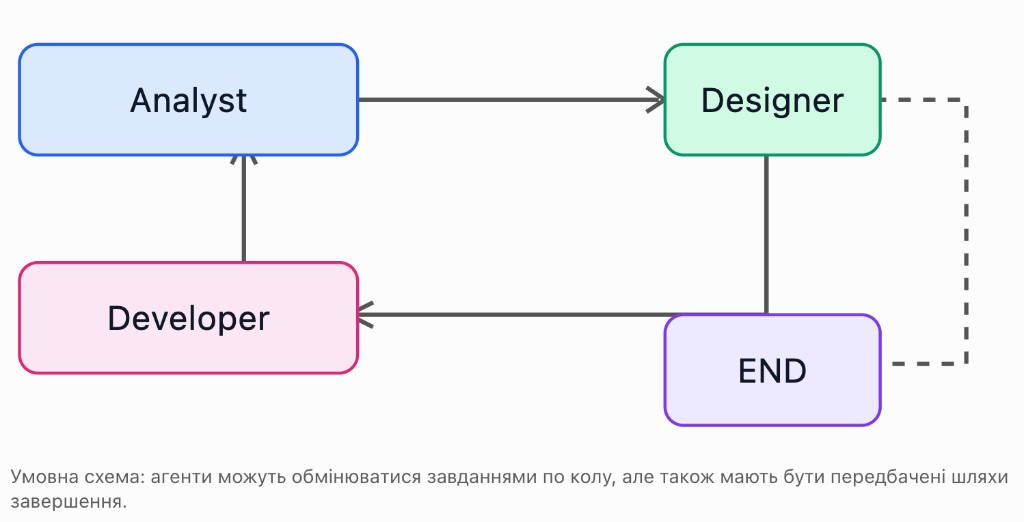 Analyst
Designer
Developer
END
Умовна схема: агенти можуть обмінюватися завданнями по колу, але також мають бути передбачені шляхи
завершення.